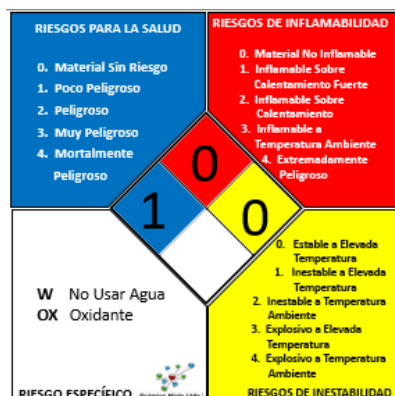 RIESGOS PARA LA SALUD
0. Material Sin Riesgo
1. Poco Peligroso
2. Peligroso
3. Muy Peligroso
4. Mortalmente
Peligroso
RIESGOS DE INFLAMABILIDAD
0. Material No Inflamable
1. Inflamable Sobre
Calentamiento Fuerte
2. Inflamable Sobre
Calentamiento
3. Inflamable a
Temperatura Ambiente
4. Extremadamente
Peligroso
0
1
0
W No Usar Agua
OX Oxidante
RIESGO ESPECÍFICO
0. Estable a Elevada
Temperatura
1. Inestable a Elevada
Temperatura
2. Inestable a Temperatura
Ambiente
3. Explosivo a Elevada
Temperatura
4. Explosivo a Temperatura
Ambiente
RIESGOS DE INESTABILIDAD